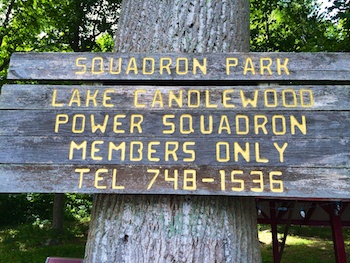 SQUADRON PARK
LAKE CANDLEWOOD
POWER SQUADRON
MEMBERS ONLY
TEL 748-1536